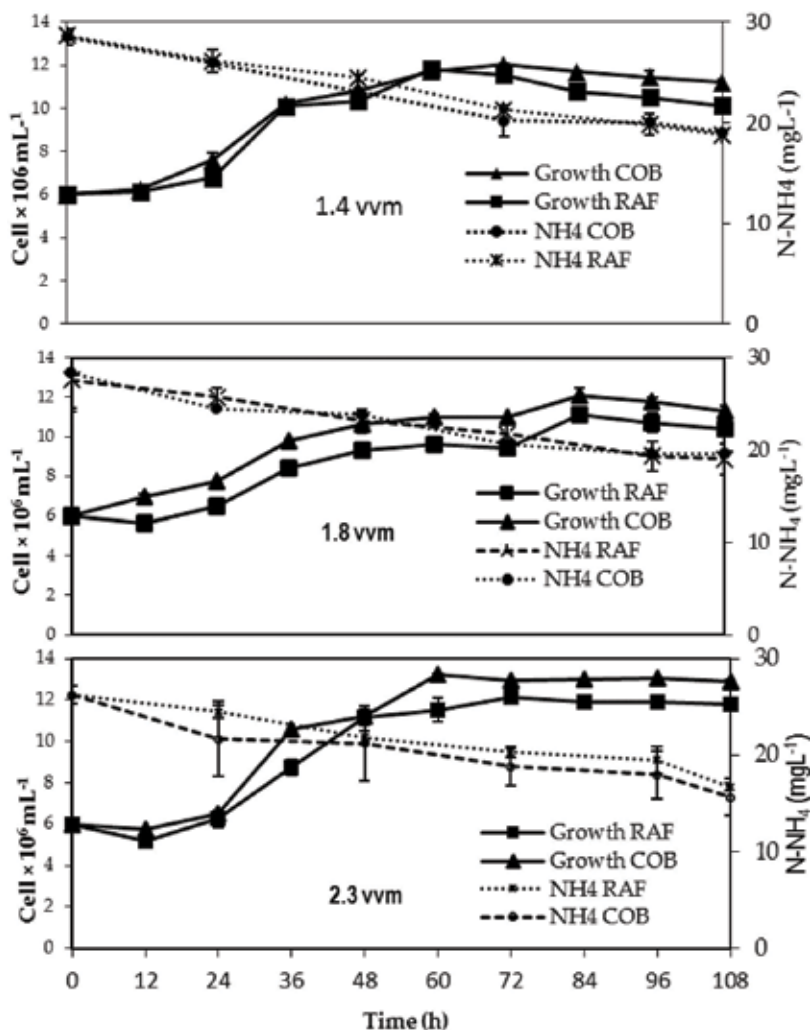 Cell × 106 mL-1
14
12
10
8
6
4
2
0
30
20
10
0
N-NH4 (mgL-1)
1.4 vvm
Growth COB
Growth RAF
NH4 COB
NH4 RAF
Cell × 10⁶ mL⁻¹
14
12
10
8
6
4
2
0
30
20
10
0
N-NH₄ (mgL⁻¹)
1.8 vvm
Growth RAF
Growth COB
NH4 RAF
NH4 COB
Cell × 10⁶ mL⁻¹
14
12
10
8
6
4
2
0
30
20
10
0
N-NH₄ (mgL⁻¹)
2.3 vvm
Growth RAF
Growth COB
NH4 RAF
NH4 COB
0 12 24 36 48 60 72 84 96 108
Time (h)